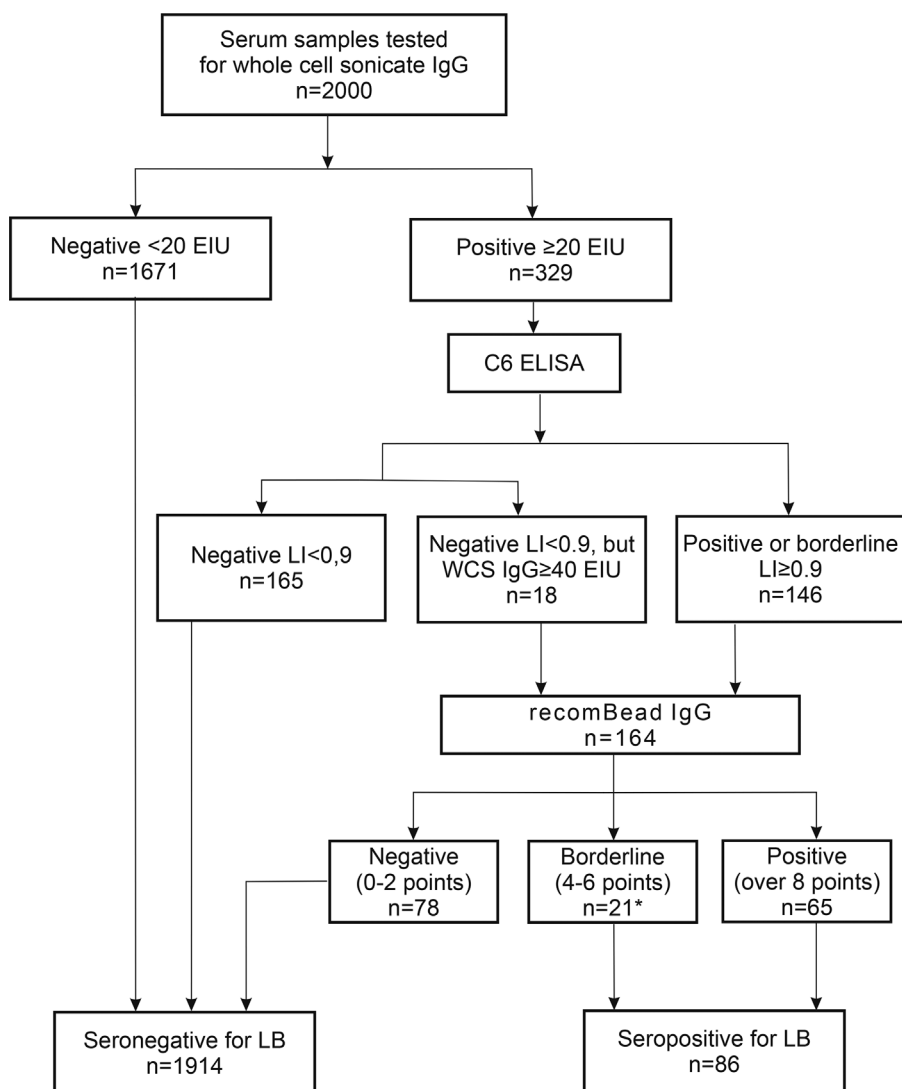 Serum samples tested
for whole cell sonicate IgG
n=2000
Negative <20 EIU
n=1671
Positive ≥20 EIU
n=329
C6 ELISA
Negative LI<0,9
n=165
Negative LI<0.9, but
WCS IgG≥40 EIU
n=18
Positive or borderline
LI≥0.9
n=146
recomBead IgG
n=164
Negative
(0-2 points)
n=78
Borderline
(4-6 points)
n=21*
Positive
(over 8 points)
n=65
Seronegative for LB
n=1914
Seropositive for LB
n=86